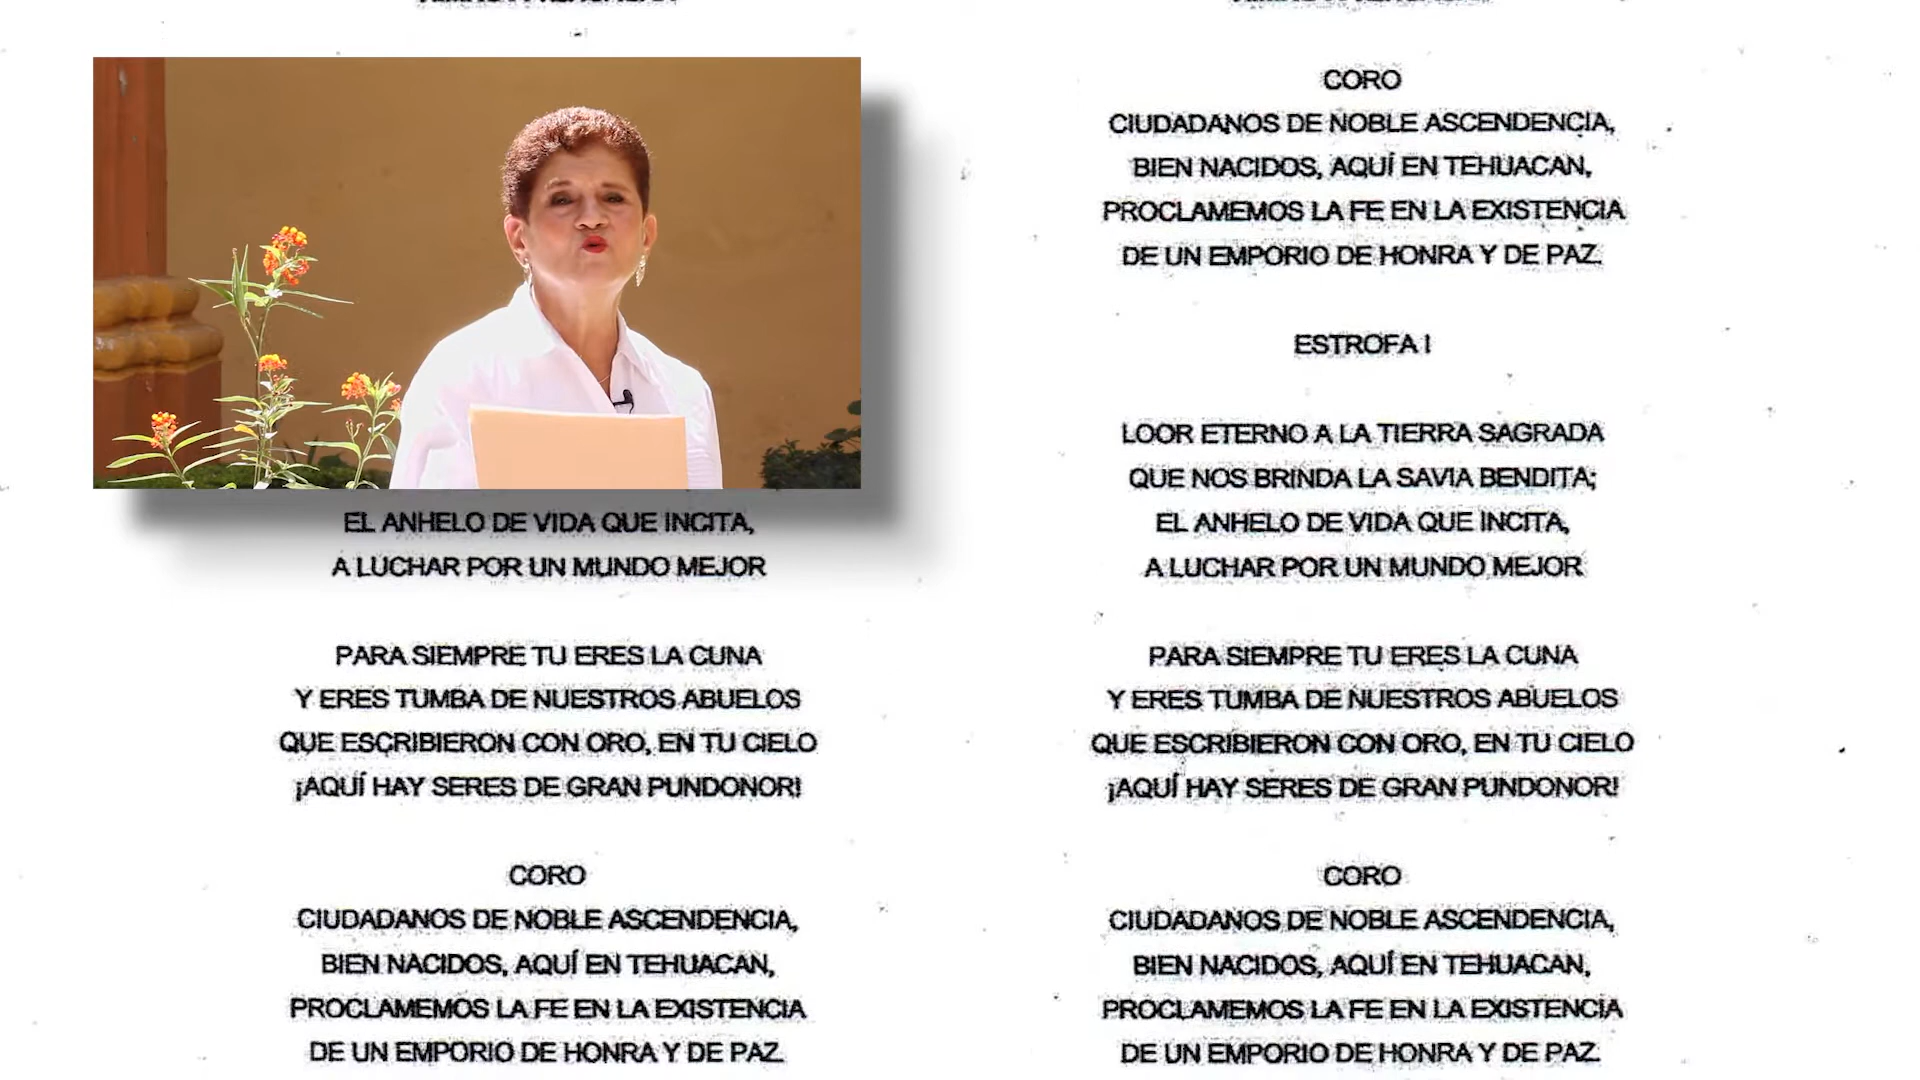 EL ANHELO DE VIDA QUE INCITA,
A LUCHAR POR UN MUNDO MEJOR
PARA SIEMPRE TU ERES LA CUNA
Y ERES TUMBA DE NUESTROS ABUELOS
QUE ESCRIBIERON CON ORO, EN TU CIELO
¡AQUÍ HAY SERES DE GRAN PUNDONOR!
CORO
CIUDADANOS DE NOBLE ASCENDENCIA,
BIEN NACIDOS, AQUÍ EN TEHUACAN,
PROCLAMEMOS LA FE EN LA EXISTENCIA
DE UN EMPORIO DE HONRA Y DE PAZ.
CORO
CIUDADANOS DE NOBLE ASCENDENCIA,
BIEN NACIDOS, AQUÍ EN TEHUACAN,
PROCLAMEMOS LA FE EN LA EXISTENCIA
DE UN EMPORIO DE HONRA Y DE PAZ.
ESTROFA I
LOOR ETERNO A LA TIERRA SAGRADA
QUE NOS BRINDA LA SAVIA BENDITA;
EL ANHELO DE VIDA QUE INCITA,
A LUCHAR POR UN MUNDO MEJOR
PARA SIEMPRE TU ERES LA CUNA
Y ERES TUMBA DE NUESTROS ABUELOS
QUE ESCRIBIERON CON ORO, EN TU CIELO
¡AQUÍ HAY SERES DE GRAN PUNDONOR!
CORO
CIUDADANOS DE NOBLE ASCENDENCIA,
BIEN NACIDOS, AQUÍ EN TEHUACAN,
PROCLAMEMOS LA FE EN LA EXISTENCIA
DE UN EMPORIO DE HONRA Y DE PAZ.